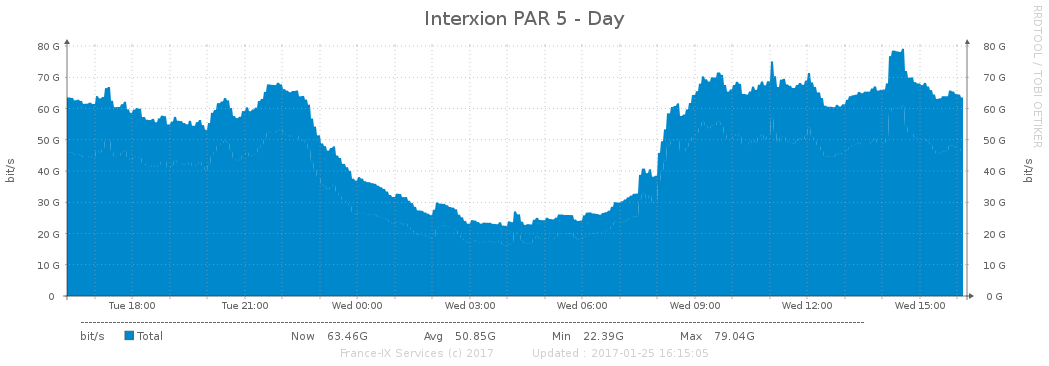 Interxion PAR 5 - Day
RRDTOOL / TOBI OETIKER
80 G 80 G
70 G 70 G
60 G 60 G
50 G 50 G
40 G 40 G
30 G 30 G
20 G 20 G
10 G 10 G
0 0 G
bit/s bit/s
Tue 18:00 Tue 21:00 Wed 00:00 Wed 03:00 Wed 06:00 Wed 09:00 Wed 12:00 Wed 15:00
bit/s Total Now 63.46G Avg 50.85G Min 22.39G Max 79.04G
France-IX Services (c) 2017 Updated : 2017-01-25 16:15:05